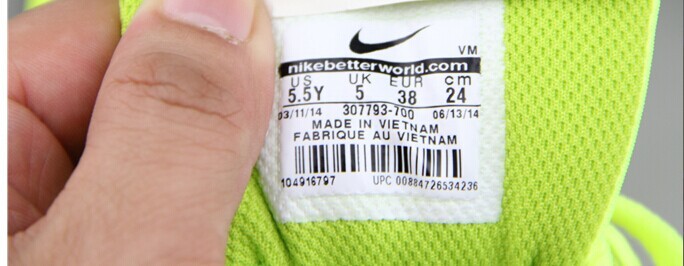 VM
nikebetterworld.com
US UK EUR cm
5.5Y 5 38 24
03/11/14 307793-700 06/13/14
MADE IN VIETNAM
FABRIQUE AU VIETNAM
104916797 UPC 00884726534236